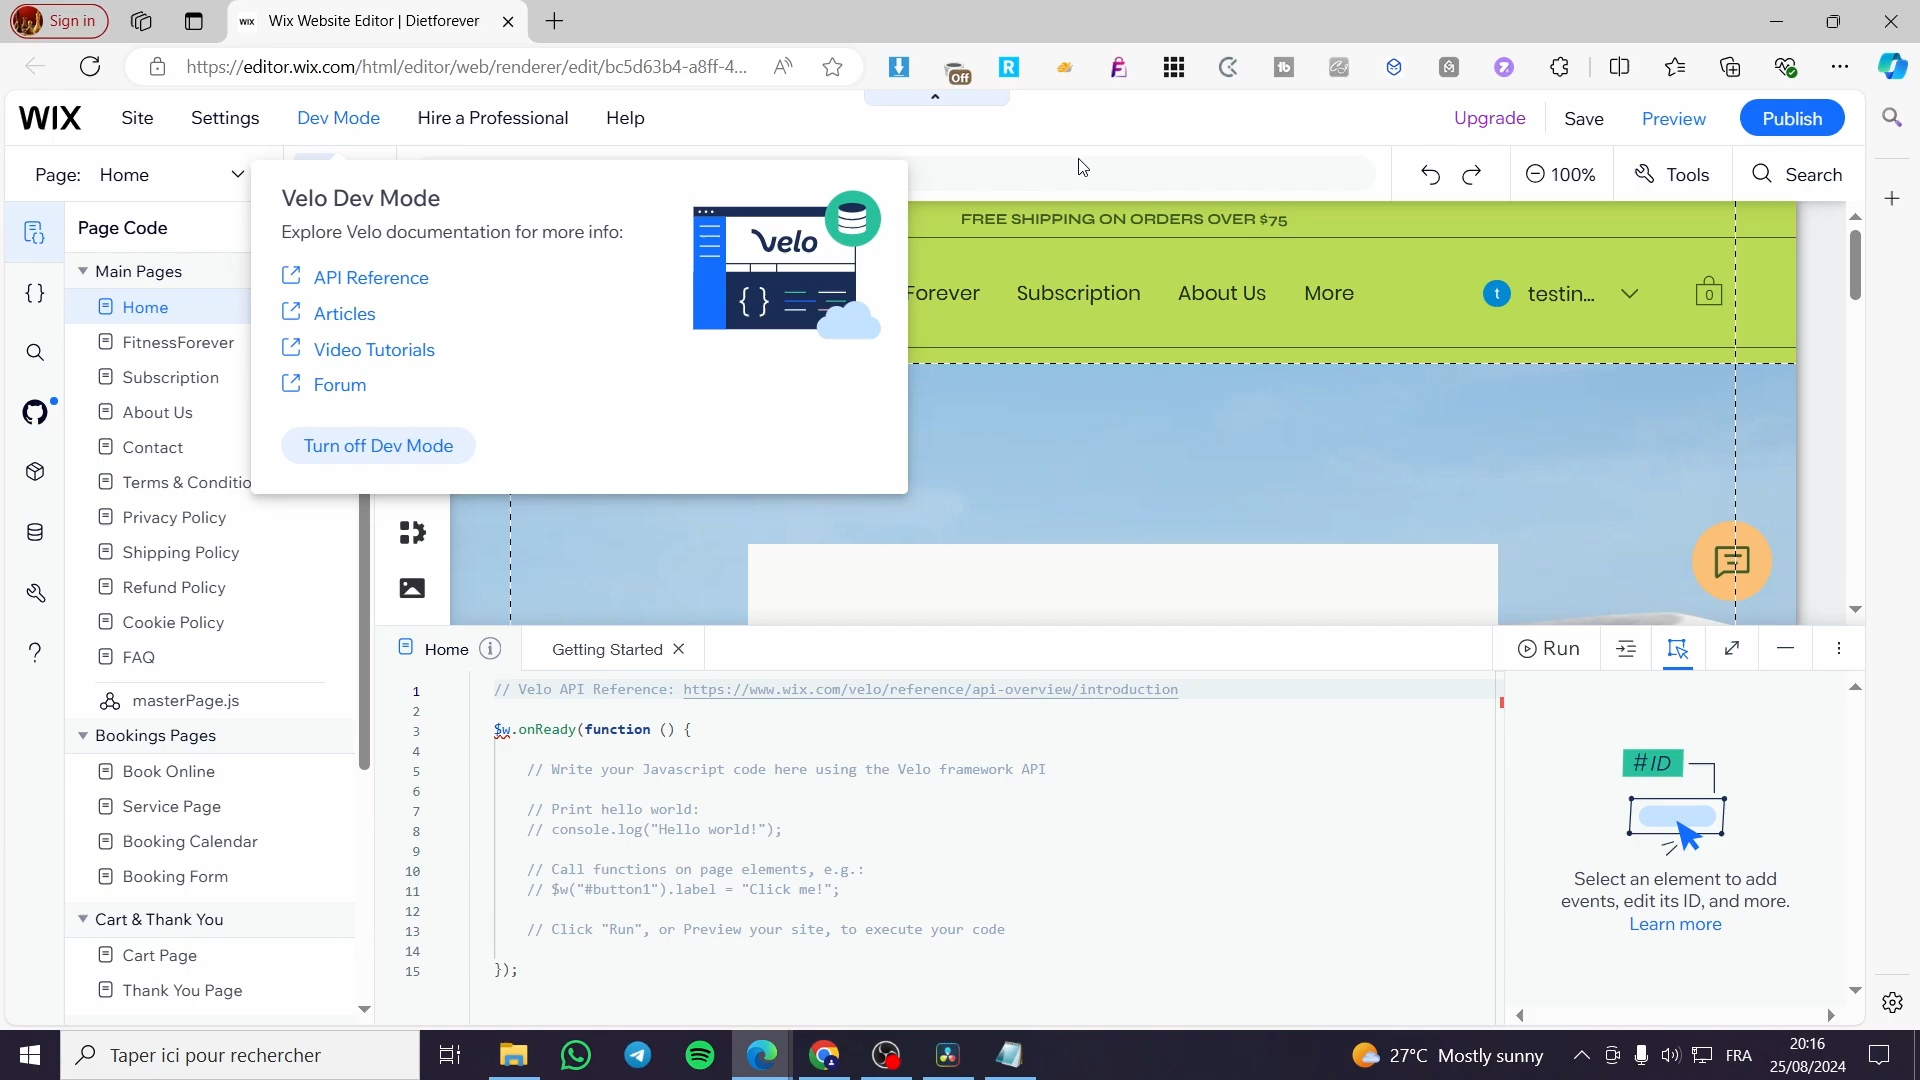 Sign in
WIX
Wix Website Editor | Dietforever
https://editor.wix.com/html/editor/web/renderer/edit/bc5d63b4-a8ff-4...
Off
R
tb
WIX
Site
Settings
Dev Mode
Hire a Professional
Help
Upgrade
Save
Preview
Publish
Page: Home
100%
Tools
Search
Velo Dev Mode
Explore Velo documentation for more info:
API Reference
Articles
Video Tutorials
Forum
Turn off Dev Mode
velo
{}
FREE SHIPPING ON ORDERS OVER $75
Forever
Subscription
About Us
More
t
testin...
0
Page Code
Main Pages
Home
FitnessForever
Subscription
About Us
Contact
Terms & Conditio
Privacy Policy
Shipping Policy
Refund Policy
Cookie Policy
FAQ
masterPage.js
Bookings Pages
Book Online
Service Page
Booking Calendar
Booking Form
Cart & Thank You
Cart Page
Thank You Page
Home
Getting Started
Run
1 // Velo API Reference: https://www.wix.com/velo/reference/api-overview/introduction
2
3 $w.onReady(function () {
4
5 // Write your Javascript code here using the Velo framework API
6
7 // Print hello world:
8 // console.log("Hello world!");
9
10 // Call functions on page elements, e.g.:
11 // $w("#button1").label = "Click me!";
12
13 // Click "Run", or Preview your site, to execute your code
14
15 });
#ID
Select an element to add
events, edit its ID, and more.
Learn more
Taper ici pour rechercher
27°C Mostly sunny
FRA
20:16
25/08/2024